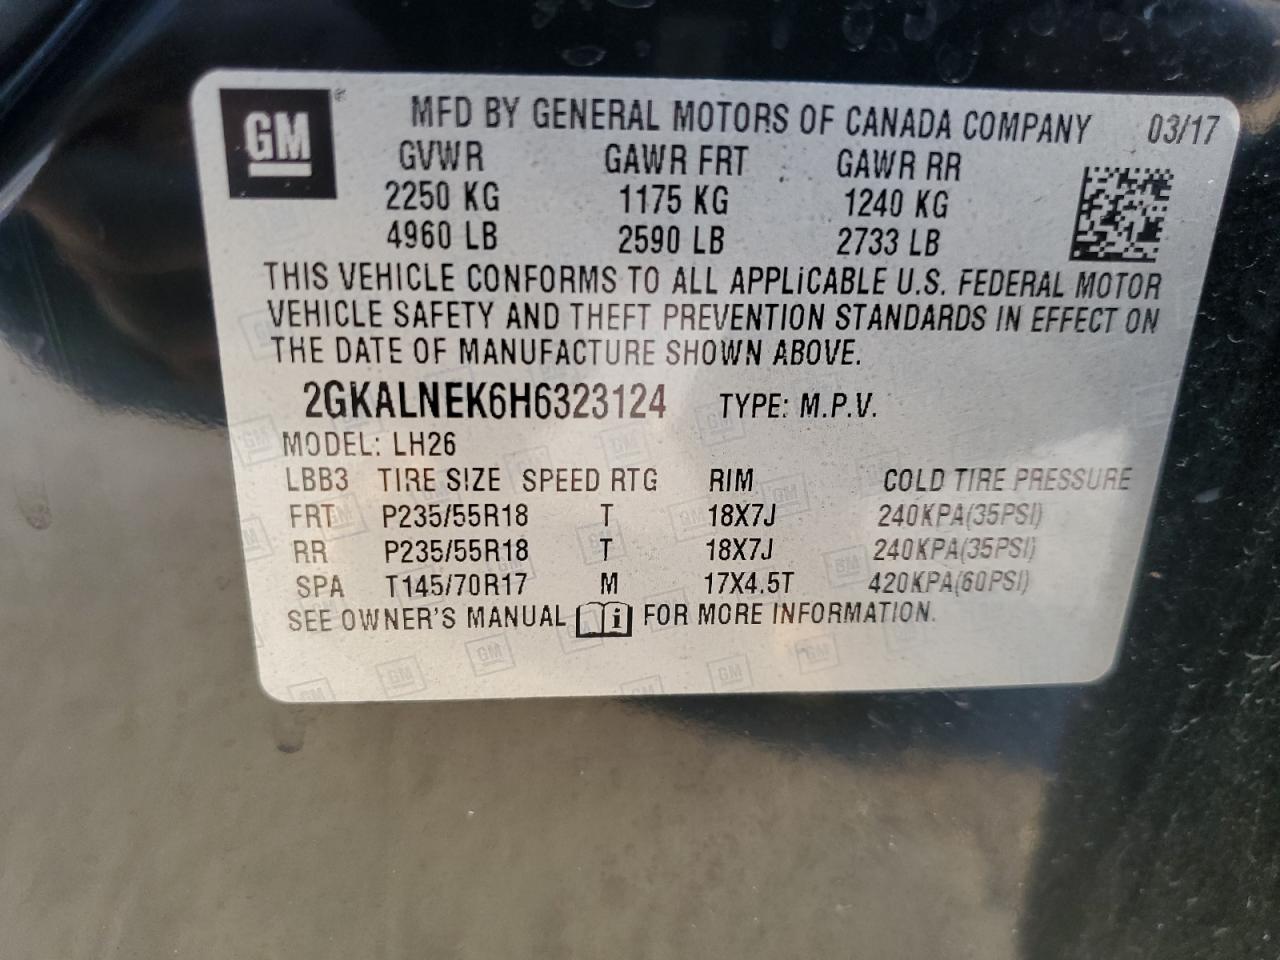 GM® MFD BY GENERAL MOTORS OF CANADA COMPANY 03/17
GVWR GAWR FRT GAWR RR
2250 KG 1175 KG 1240 KG
4960 LB 2590 LB 2733 LB
THIS VEHICLE CONFORMS TO ALL APPLICABLE U.S. FEDERAL MOTOR
VEHICLE SAFETY AND THEFT PREVENTION STANDARDS IN EFFECT ON
THE DATE OF MANUFACTURE SHOWN ABOVE.
2GKALNEK6H6323124 TYPE: M.P.V.
MODEL: LH26
LBB3 TIRE SIZE SPEED RTG RIM COLD TIRE PRESSURE
FRT P235/55R18 T 18X7J 240KPA(35PSI)
RR P235/55R18 T 18X7J 240KPA(35PSI)
SPA T145/70R17 M 17X4.5T 420KPA(60PSI)
SEE OWNER'S MANUAL i FOR MORE INFORMATION.